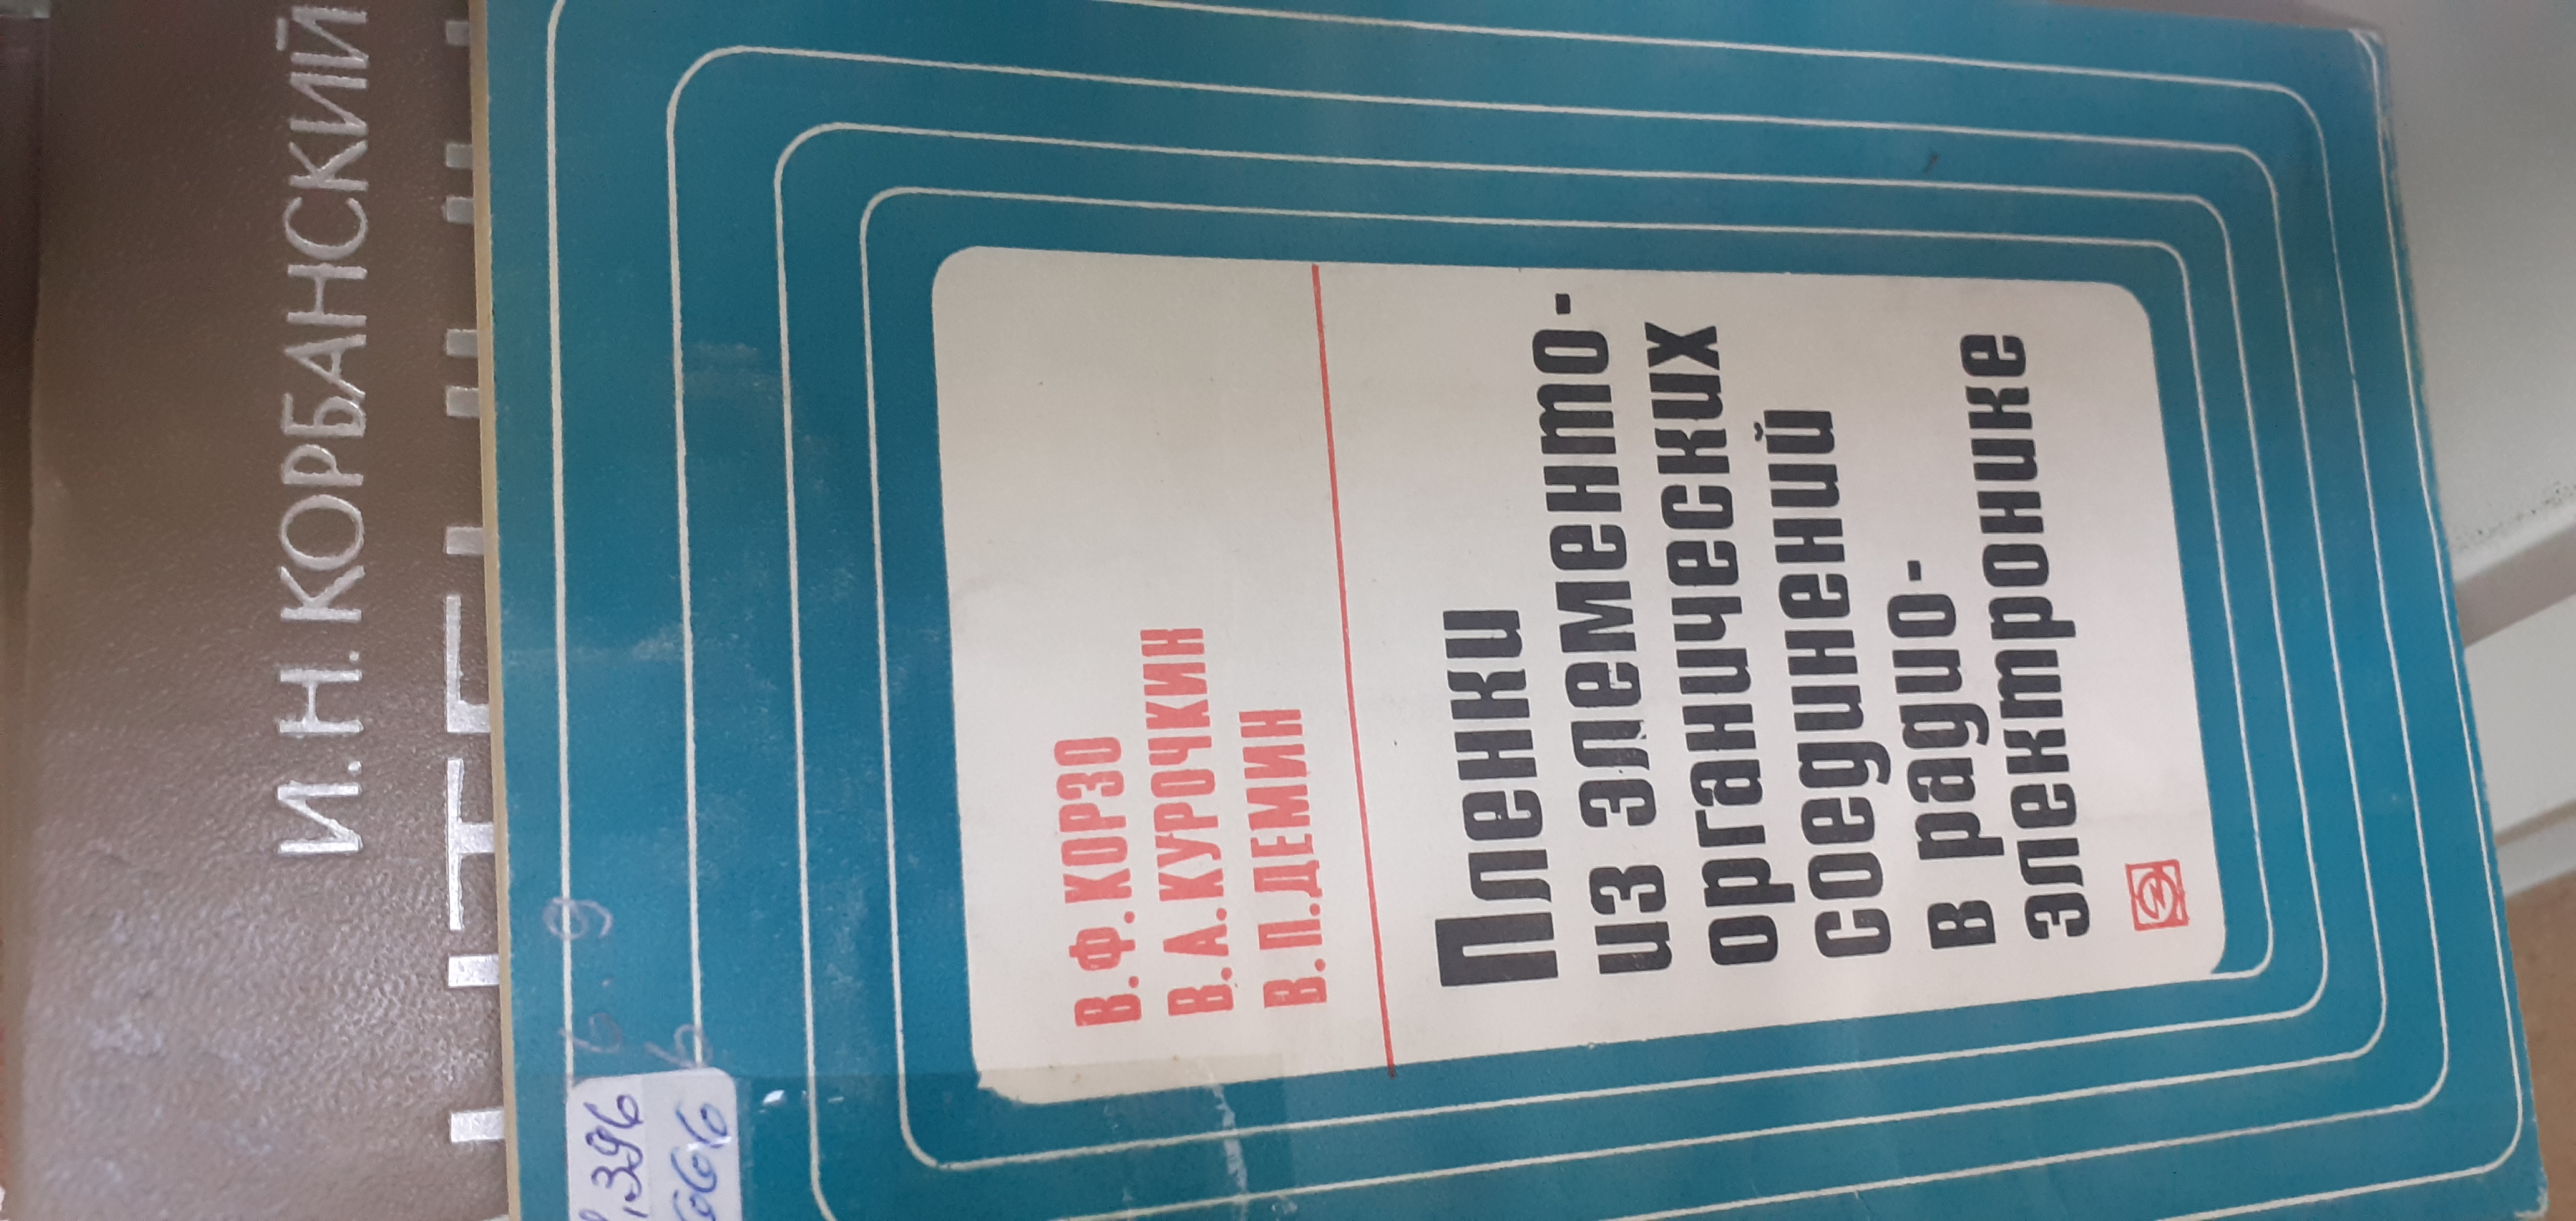 И.Н.КОРБАНСКИЙ
В.Ф.КОРЗО
В.А.КУРОЧКИН
В.П.ДЕМИН
Пленки
из элементо-
органических
соединений
в радио-
электронике